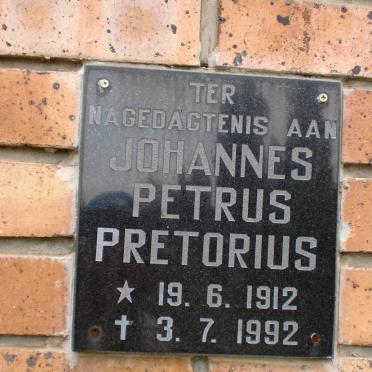 TER
NAGEDAGTENIS AAN
JOHANNES
PETRUS
PRETORIUS
★ 19. 6. 1912
✝ 3. 7. 1992